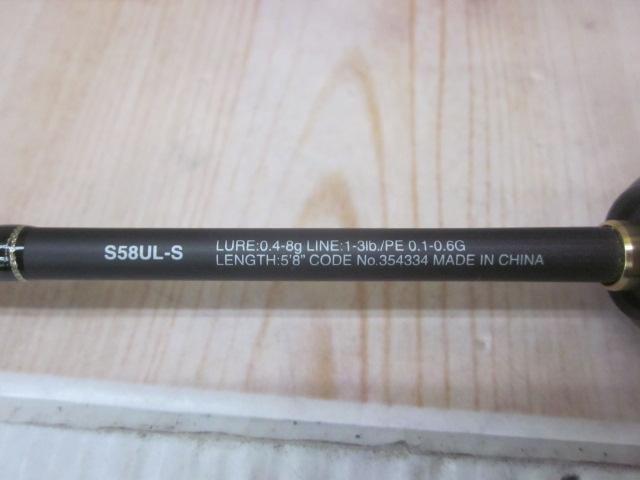 S58UL-S
LURE:0.4-8g LINE:1-3lb./PE 0.1-0.6G
LENGTH:5'8" CODE No.354334 MADE IN CHINA